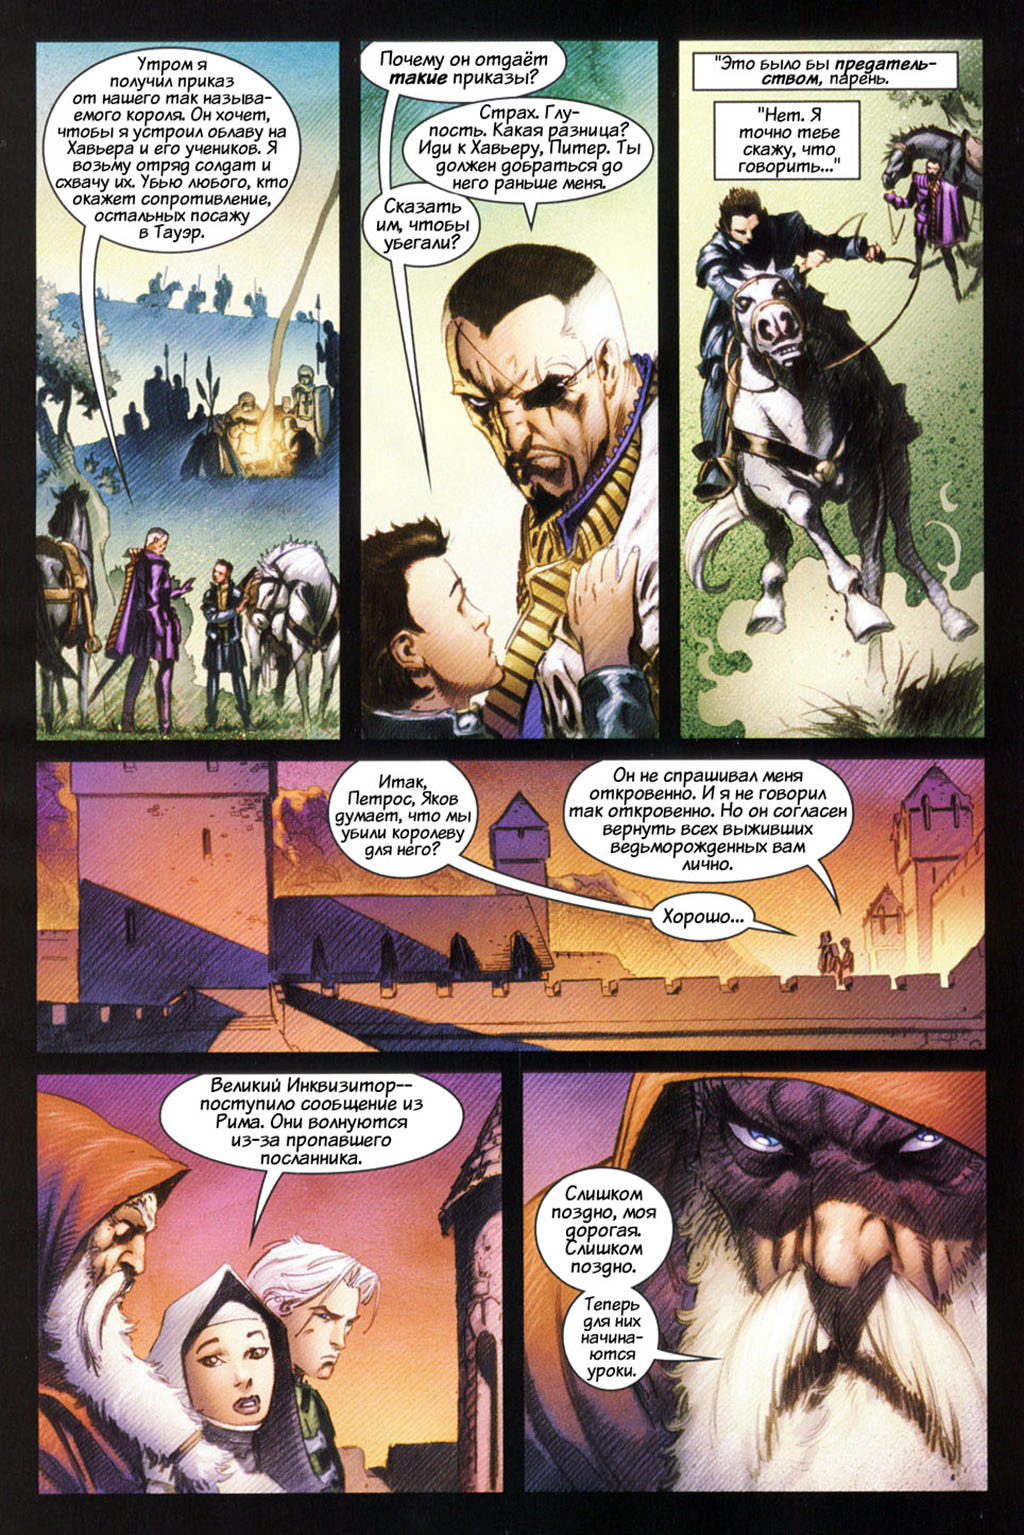 Утром я
получил приказ
от нашего так называ-
емого короля. Он хочет,
чтобы я устроил облаву на
Хавьера и его учеников. Я
возьму отряд солдат и
схвачу их. Убью любого, кто
окажет сопротивление,
остальных посажу
в Тауэр.
Почему он отдаёт
такие приказы?
Страх. Глу-
пость. Какая разница?
Иди к Хавьеру, Питер. Ты
должен добраться до
него раньше меня.
Сказать
им, чтобы
убегали?
"Это было бы предатель-
ством, парень.
"Нет. Я
точно тебе
скажу, что
говорить..."
Итак,
Петрос, Яков
думает, что мы
убили королеву
для него?
Он не спрашивал меня
откровенно. И я не говорил
так откровенно. Но он согласен
вернуть всех выживших
ведьморожденных вам
лично.
Хорошо...
Великий Инквизитор--
поступило сообщение из
Рима. Они волнуются
из-за пропавшего
посланника.
Слишком
поздно, моя
дорогая.
Слишком
поздно.
Теперь
для них
начина-
ются
уроки.